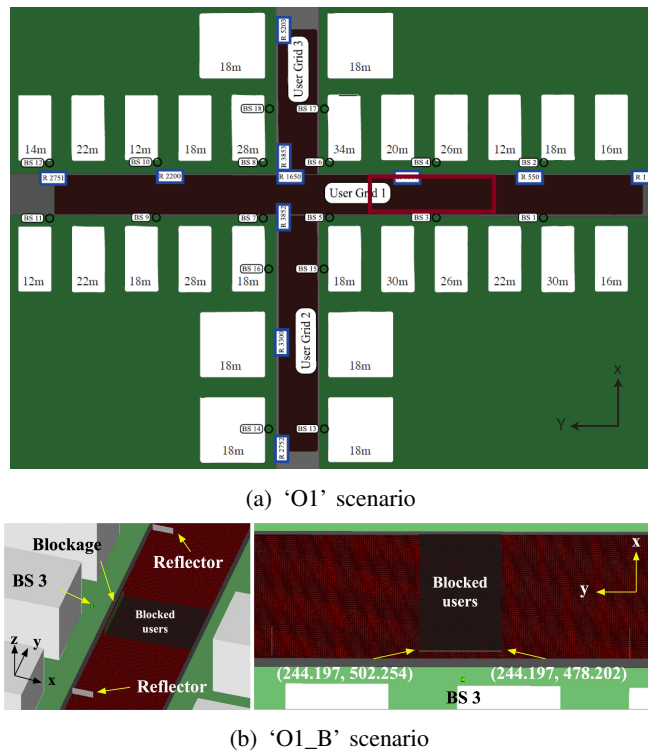 R 5203
User Grid 3
18m
18m
BS 18
BS 17
14m
22m
12m
18m
28m
34m
20m
26m
12m
16m
BS 12
BS 10
BS 8
R 3853
BS 6
BS 4
BS 2
R 2751
R 2200
R 1650
R 550
R 1
User Grid 1
BS 11
BS 9
BS 7
R 3852
BS 5
BS 3
BS 1
BS 16
BS 15
12m
22m
18m
28m
18m
18m
30m
26m
22m
30m
16m
R 3300
User Grid 2
18m
18m
X
Y
BS 14
BS 13
R 2752
18m
18m
(a) ‘O1’ scenario
Blockage
Reflector
BS 3
Blocked
users
z
y
x
Reflector
Blocked
users
x
y
(244.197, 502.254)
(244.197, 478.202)
BS 3
(b) ‘O1_B’ scenario